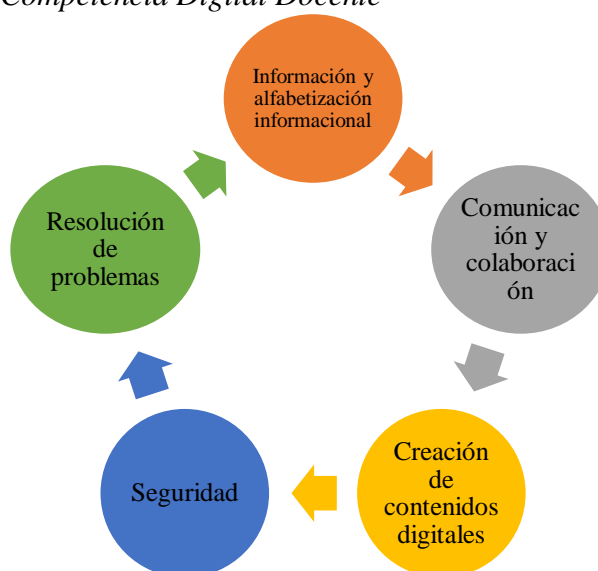 Competencia Digital Docente
Información y
alfabetización
informacional
Comunicac
ión y
colaboraci
ón
Creación
de
contenidos
digitales
Seguridad
Resolución
de
problemas